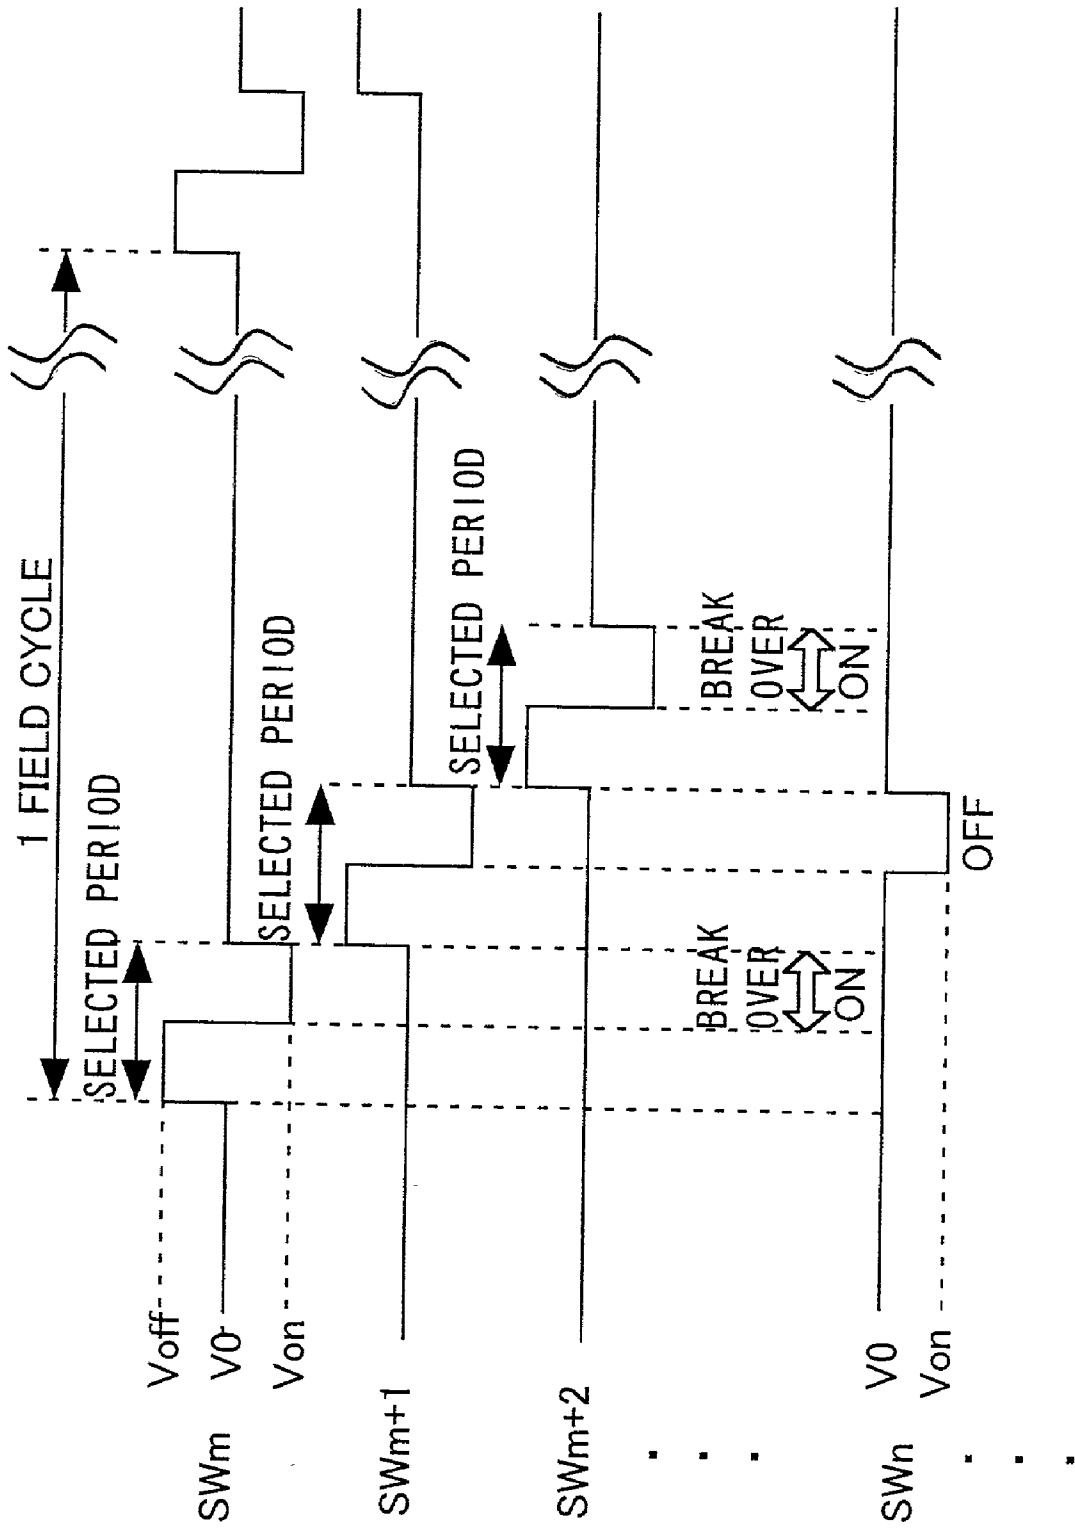 1 FIELD CYCLE
SELECTED PERIOD
Voff
SWm V0
Von
SELECTED PERIOD
SWm+1
SELECTED PERIOD
SWm+2
BREAK OVER
BREAK OVER
ON
ON
SWn V0
Von
OFF